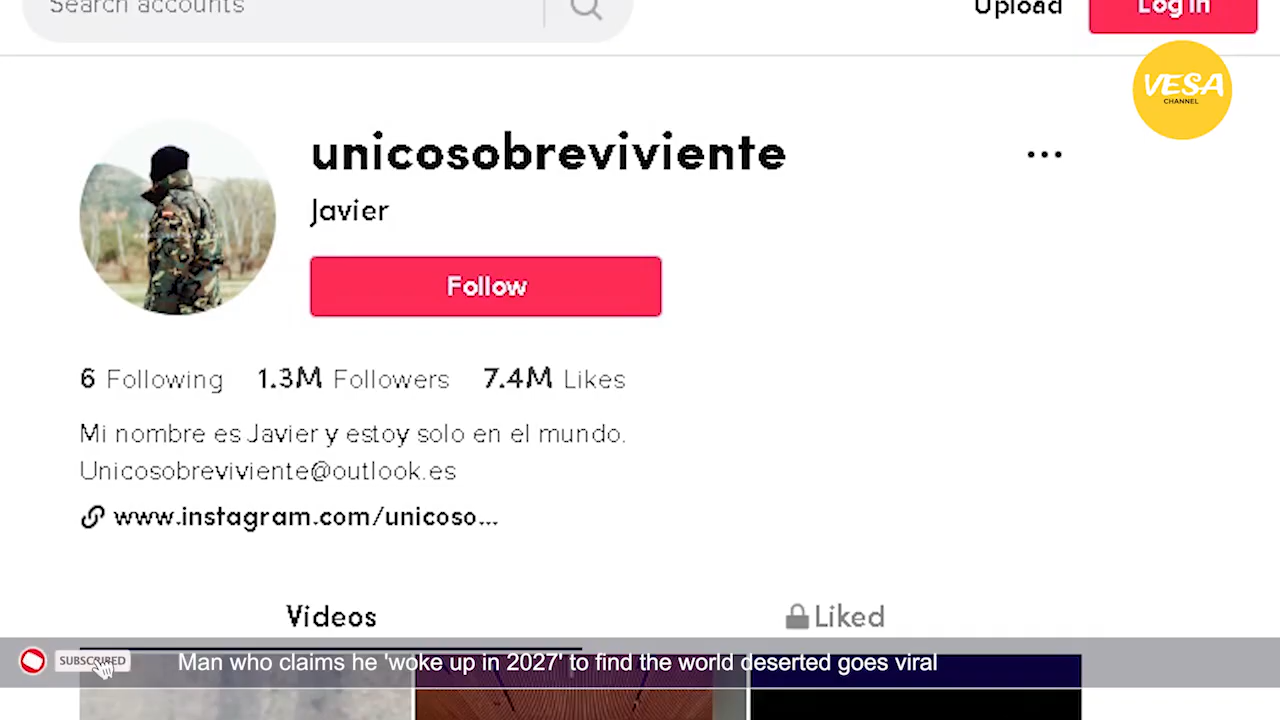 Search accounts
Upload
Log in
VESA
CHANNEL
unicosobreviviente
Javier
Follow
6 Following 1.3M Followers 7.4M Likes
Mi nombre es Javier y estoy solo en el mundo.
Unicosobreviviente@outlook.es
www.instagram.com/unicoso...
Videos
Liked
SUBSCRIBED
Man who claims he 'woke up in 2027' to find the world deserted goes viral